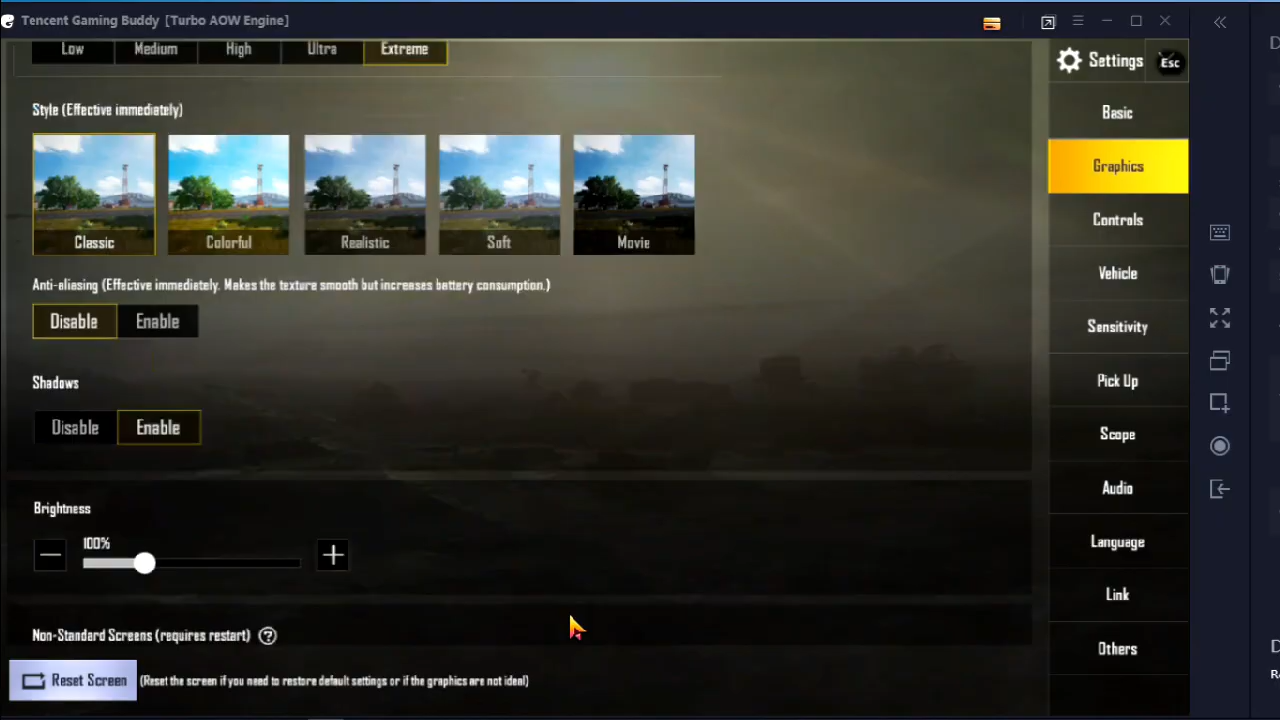 Tencent Gaming Buddy [Turbo AOW Engine]
Low Medium High Ultra Extreme
Settings Esc
Style (Effective immediately)
Classic Colorful Realistic Soft Movie
Anti-aliasing (Effective immediately. Makes the texture smooth but increases battery consumption.)
Disable Enable
Shadows
Disable Enable
Brightness
100%
Non-Standard Screens (requires restart) ?
Reset Screen (Reset the screen if you need to restore default settings or if the graphics are not ideal)
Basic
Graphics
Controls
Vehicle
Sensitivity
Pick Up
Scope
Audio
Language
Link
Others